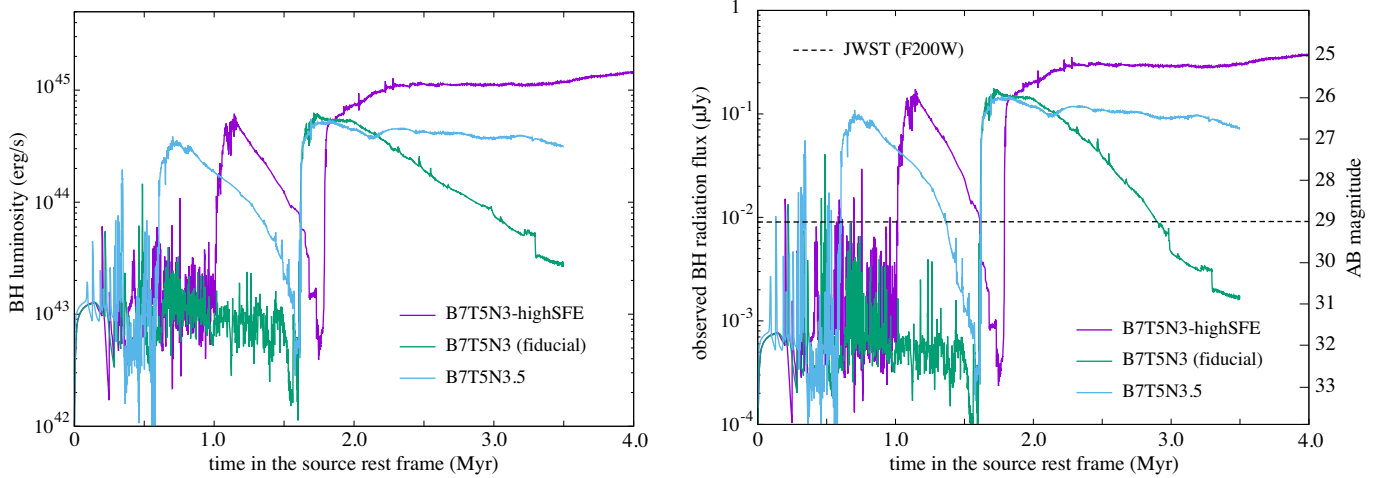 10^45
10^44
10^43
10^42
BH luminosity (erg/s)
B7T5N3-highSFE
B7T5N3 (fiducial)
B7T5N3.5
0 1.0 2.0 3.0 4.0
time in the source rest frame (Myr)
1
10^-1
10^-2
10^-3
10^-4
observed BH radiation flux (μJy)
JWST (F200W)
B7T5N3-highSFE
B7T5N3 (fiducial)
B7T5N3.5
25
26
27
28
29
30
31
32
33
AB magnitude
0 1.0 2.0 3.0 4.0
time in the source rest frame (Myr)